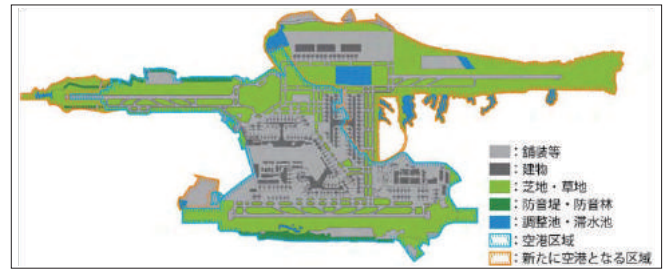 ：舗装等
：建物
：芝地・草地
：防音堤・防音林
：調整池・滞水池
：空港区域
：新たに空港となる区域